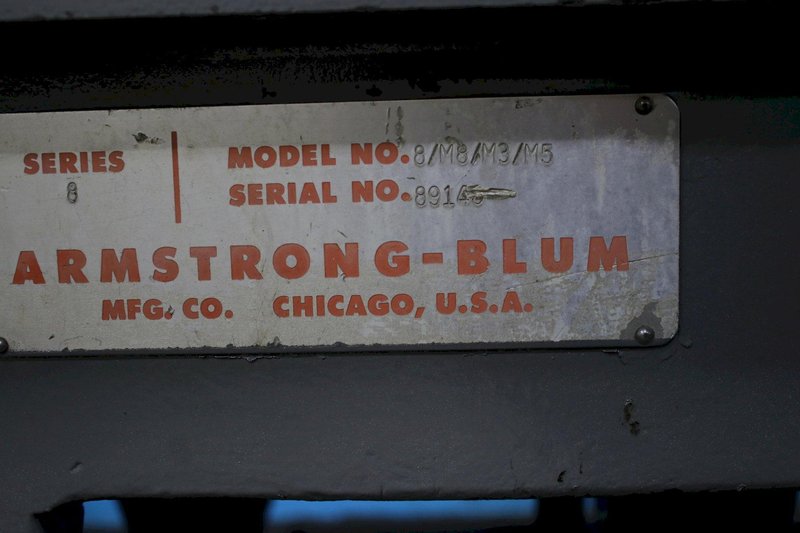 SERIES
8
MODEL NO. 8/M8/M3/M5
SERIAL NO.
ARMSTRONG-BLUM
MFG. CO. CHICAGO, U.S.A.